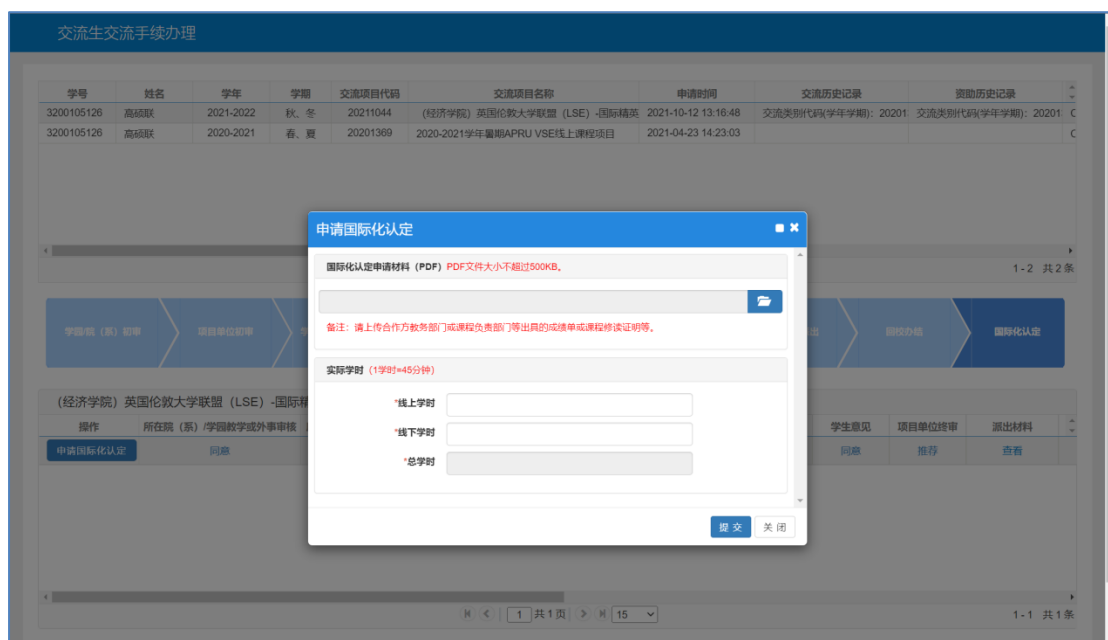 交流生交流手续办理
学号 姓名 学年 学期 交流项目代码 交流项目名称 申请时间 交流历史记录 资助历史记录
3200105126 高硕联 2021-2022 秋、冬 20211044 (经济学院) 英国伦敦大学联盟 (LSE) -国际精英 2021-10-12 13:16:48 交流类别代码(学年学期): 20201 交流类别代码(学年学期): 20201 C
3200105126 高硕联 2020-2021 春、夏 20201369 2020-2021学年暑期APRU VSE线上课程项目 2021-04-23 14:23:03 C
1-2 共2条
申请国际化认定
国际化认定申请材料 (PDF) PDF文件大小不超过500KB。
备注: 请上传合作方教务部门或课程负责部门等出具的成绩单或课程修读证明等。
实际学时 (1学时=45分钟)
*线上学时
*线下学时
*总学时
提交 关闭
学园/院 (系) 初审 项目单位初审 回校办结 国际化认定
(经济学院) 英国伦敦大学联盟 (LSE) -国际精
操作 所在院 (系) /学园教学或外事审核 学生意见 项目单位终审 派出材料
申请国际化认定 同意 同意 推荐 查看
1 共1页 15
1-1 共1条